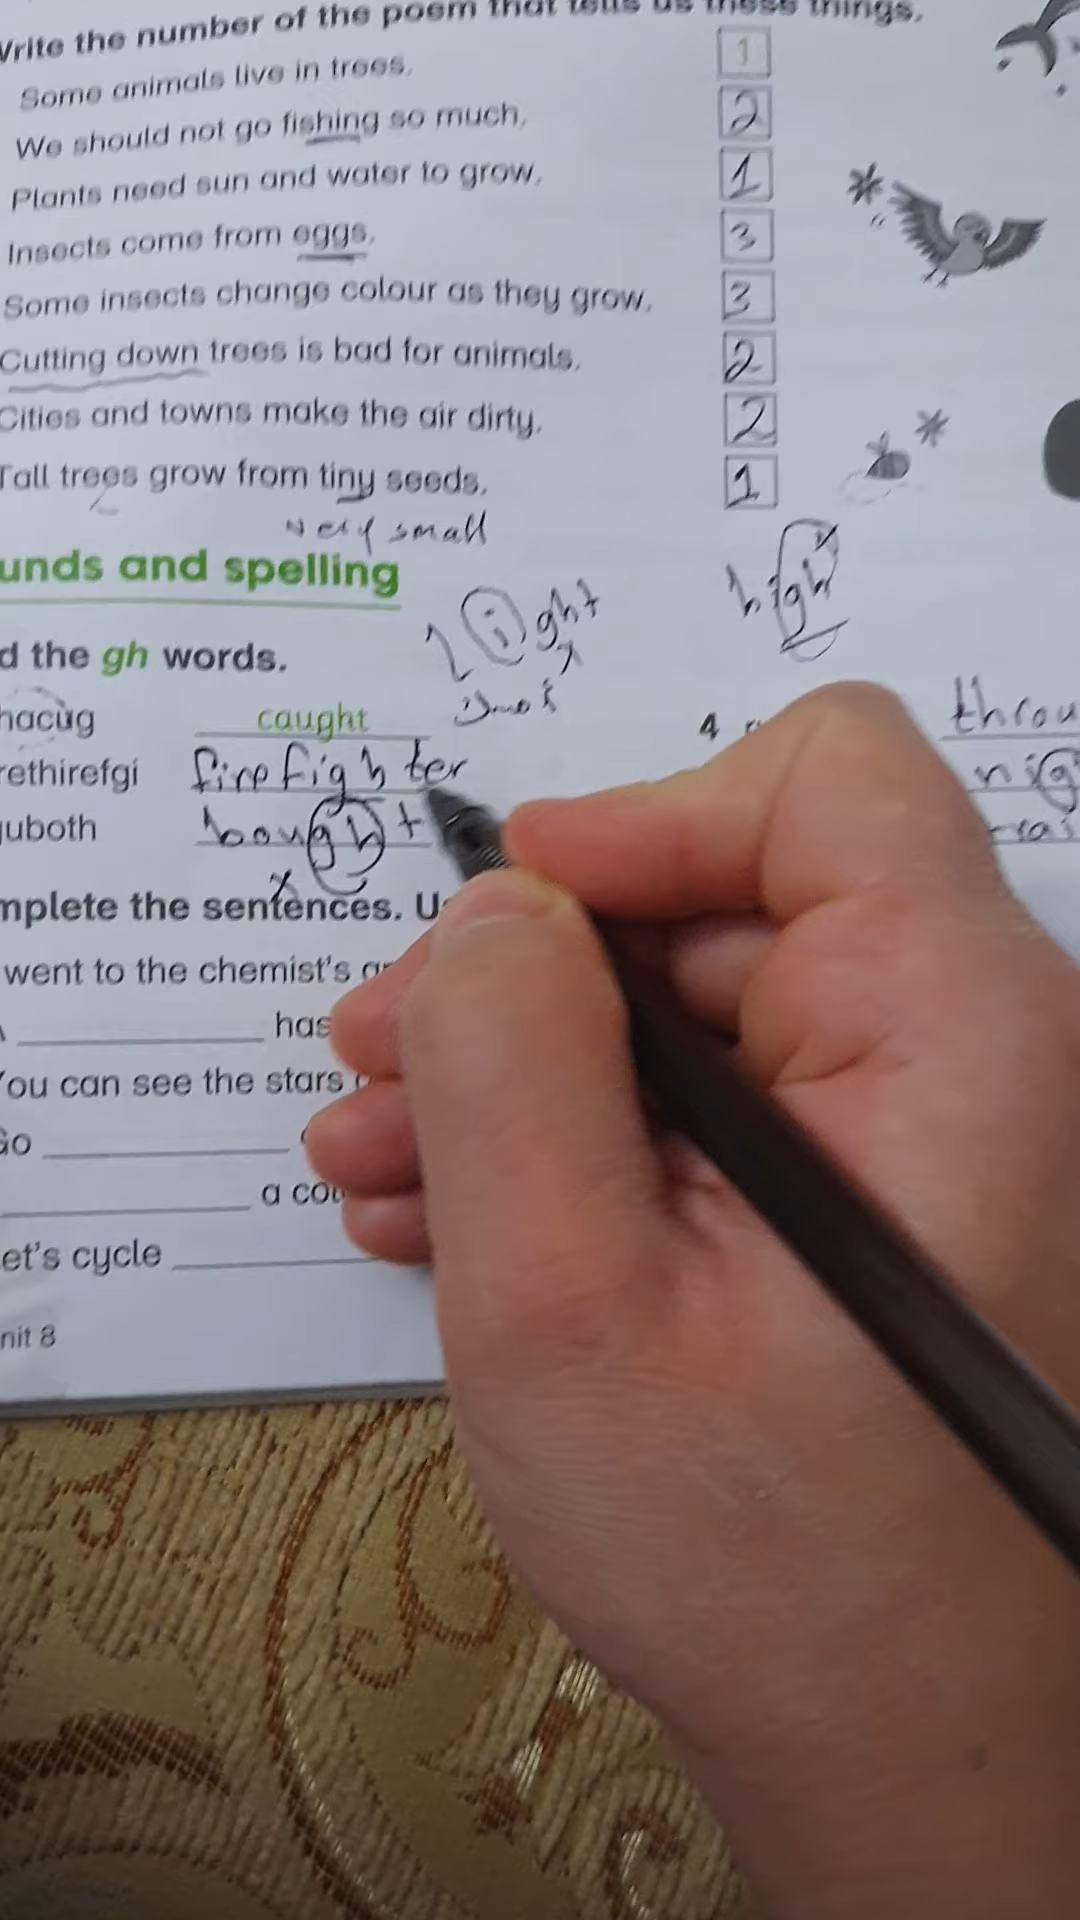 Write the number of the poem that tells us these things.
Some animals live in trees. 1
We should not go fishing so much. 2
Plants need sun and water to grow. 1
Insects come from eggs. 3
Some insects change colour as they grow. 3
Cutting down trees is bad for animals. 2
Cities and towns make the air dirty. 2
Tall trees grow from tiny seeds. 1
very small
unds and spelling
light
high
d the gh words.
hacug caught 4 throu
rethirefgi firefighter nig
uboth bought
mplete the sentences. U
went to the chemist's
has
You can see the stars
Go
a cou
et's cycle
nit 8